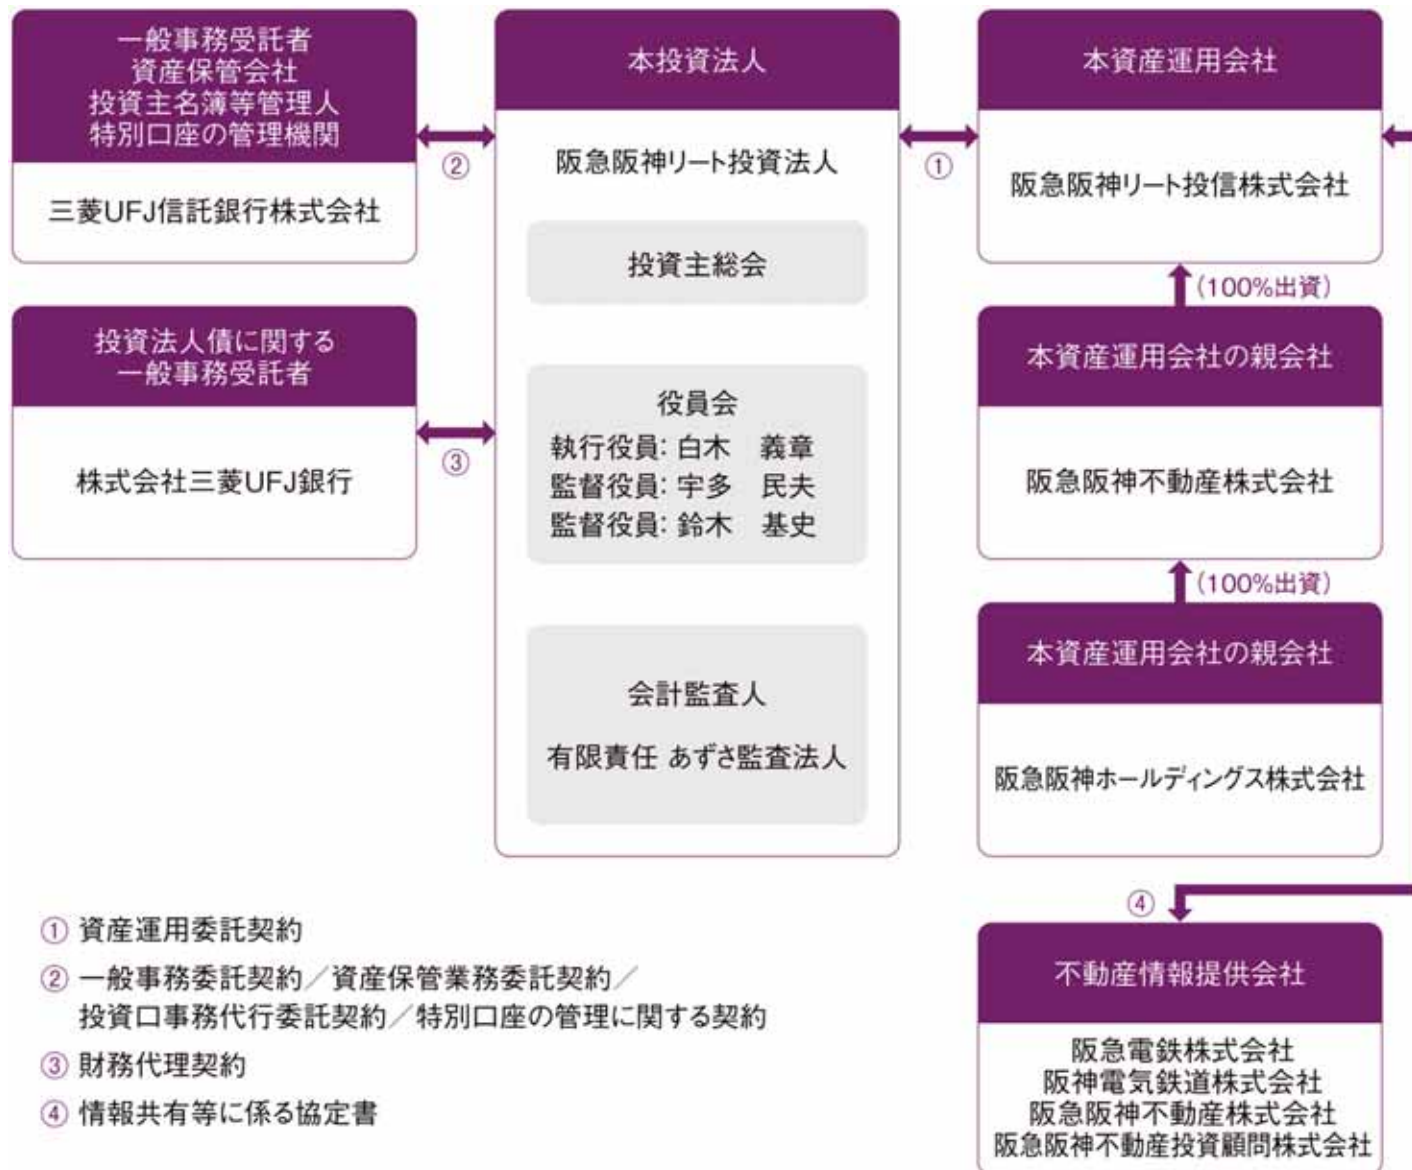 一般事務受託者
資産保管会社
投資主名簿等管理人
特別口座の管理機関
三菱UFJ信託銀行株式会社
②
投資法人債に関する
一般事務受託者
株式会社三菱UFJ銀行
③
本投資法人
阪急阪神リート投資法人
投資主総会
役員会
執行役員：白木　義章
監督役員：宇多　民夫
監督役員：鈴木　基史
会計監査人
有限責任 あずさ監査法人
①
本資産運用会社
阪急阪神リート投信株式会社
（100％出資）
本資産運用会社の親会社
阪急阪神不動産株式会社
（100％出資）
本資産運用会社の親会社
阪急阪神ホールディングス株式会社
④
不動産情報提供会社
阪急電鉄株式会社
阪神電気鉄道株式会社
阪急阪神不動産株式会社
阪急阪神不動産投資顧問株式会社
① 資産運用委託契約
② 一般事務委託契約／資産保管業務委託契約／
投資口事務代行委託契約／特別口座の管理に関する契約
③ 財務代理契約
④ 情報共有等に係る協定書